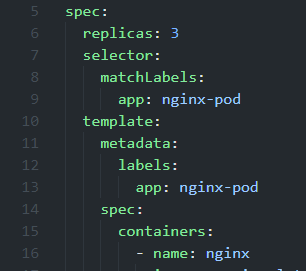 5 spec:
6 replicas: 3
7 selector:
8 matchLabels:
9 app: nginx-pod
10 template:
11 metadata:
12 labels:
13 app: nginx-pod
14 spec:
15 containers:
16 - name: nginx